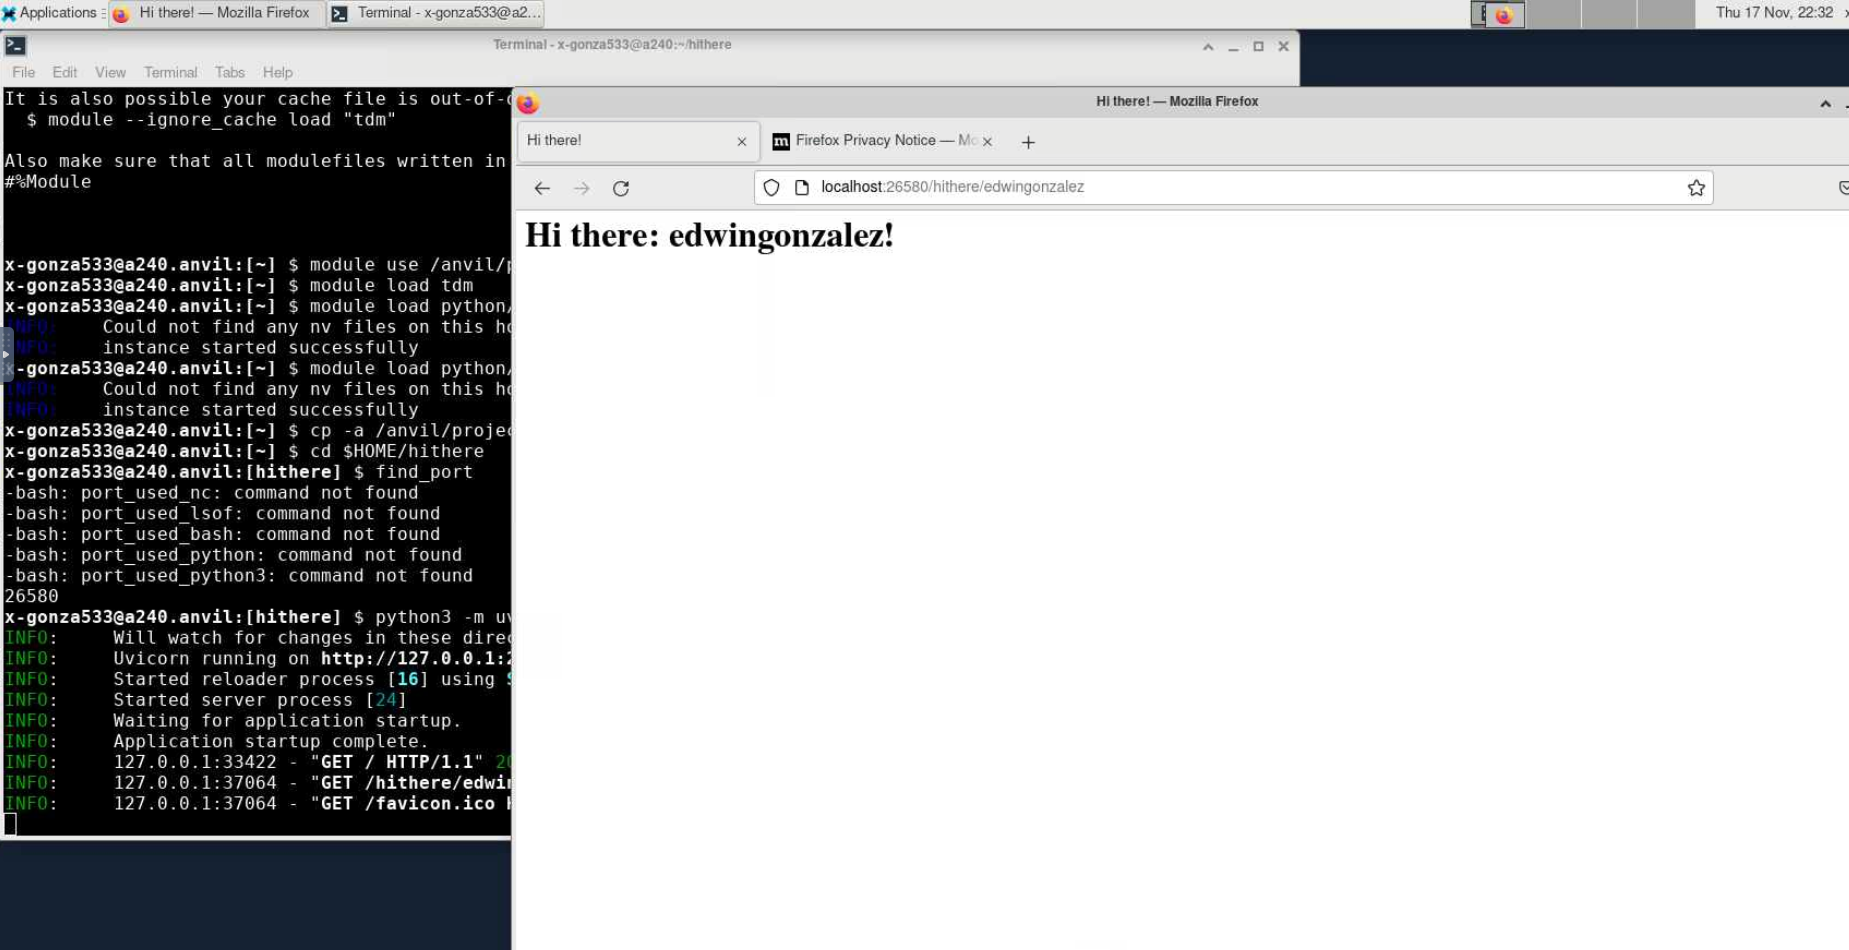 Applications
Hi there! — Mozilla Firefox
Terminal - x-gonza533@a2...
Thu 17 Nov, 22:32
Terminal - x-gonza533@a240:~/hithere
File Edit View Terminal Tabs Help
It is also possible your cache file is out-of-
$ module --ignore_cache load "tdm"
Also make sure that all modulefiles written in
#%Module
x-gonza533@a240.anvil:[~] $ module use /anvil/p
x-gonza533@a240.anvil:[~] $ module load tdm
x-gonza533@a240.anvil:[~] $ module load python/
INFO: Could not find any nv files on this ho
INFO: instance started successfully
x-gonza533@a240.anvil:[~] $ module load python/
INFO: Could not find any nv files on this ho
INFO: instance started successfully
x-gonza533@a240.anvil:[~] $ cp -a /anvil/projec
x-gonza533@a240.anvil:[~] $ cd $HOME/hithere
x-gonza533@a240.anvil:[hithere] $ find_port
-bash: port_used_nc: command not found
-bash: port_used_lsof: command not found
-bash: port_used_bash: command not found
-bash: port_used_python: command not found
-bash: port_used_python3: command not found
26580
x-gonza533@a240.anvil:[hithere] $ python3 -m uv
INFO: Will watch for changes in these direc
INFO: Uvicorn running on http://127.0.0.1:2
INFO: Started reloader process [16] using S
INFO: Started server process [24]
INFO: Waiting for application startup.
INFO: Application startup complete.
INFO: 127.0.0.1:33422 - "GET / HTTP/1.1" 20
INFO: 127.0.0.1:37064 - "GET /hithere/edwin
INFO: 127.0.0.1:37064 - "GET /favicon.ico H
Hi there! — Mozilla Firefox
Hi there!
Firefox Privacy Notice — Mo
localhost:26580/hithere/edwingonzalez
Hi there: edwingonzalez!